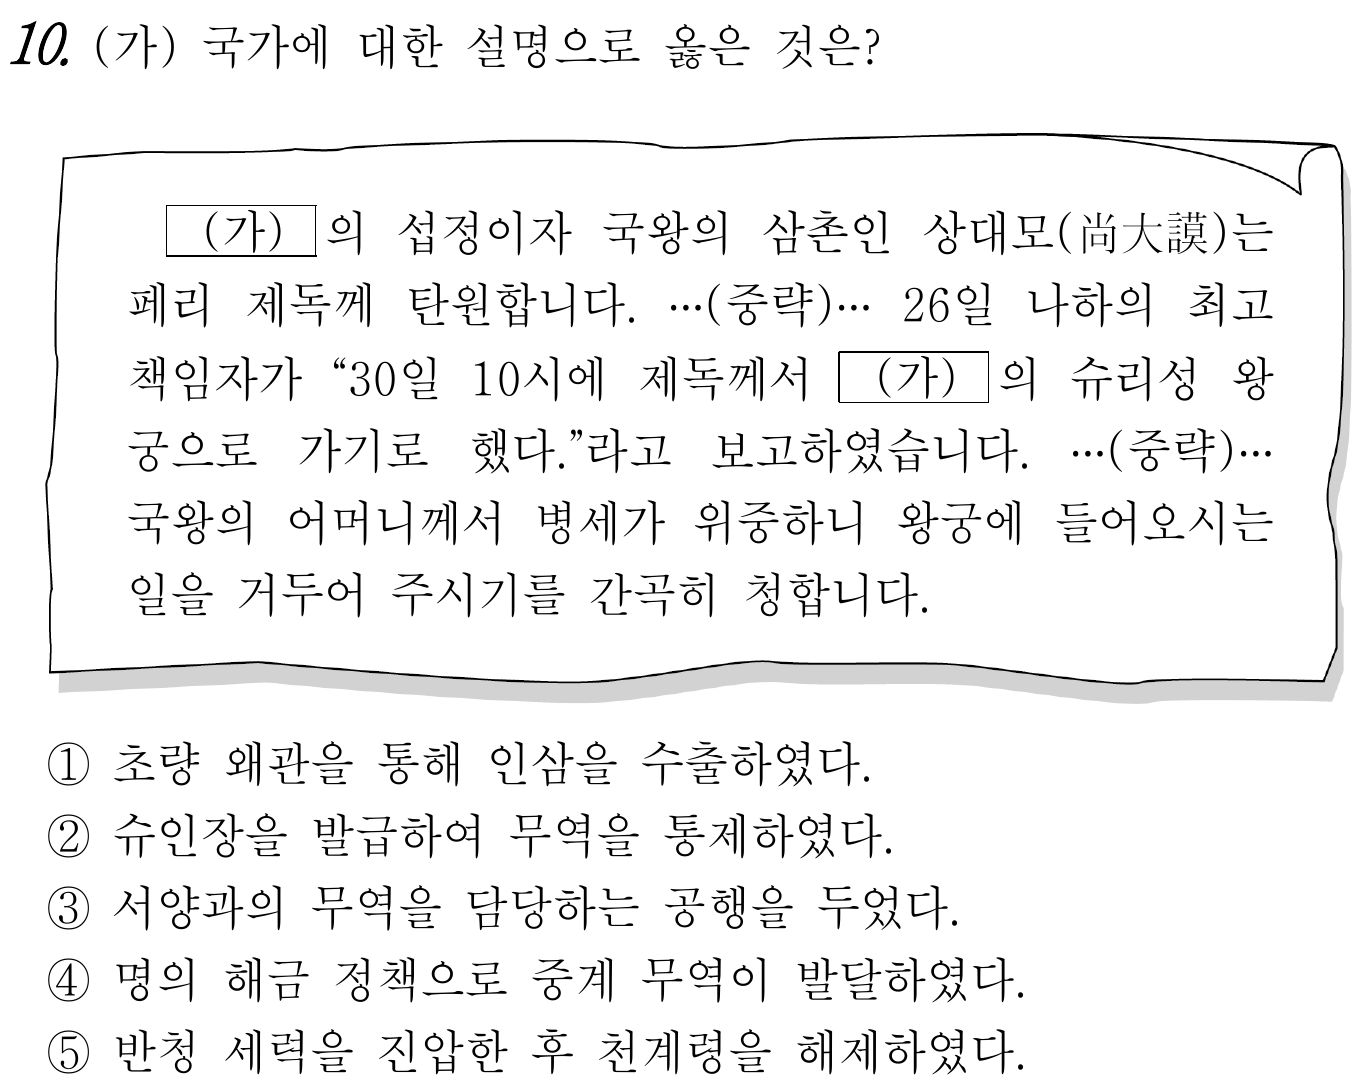 10. (가) 국가에 대한 설명으로 옳은 것은?
(가) 의 섭정이자 국왕의 삼촌인 상대모(尚大謨)는
페리 제독께 탄원합니다. …(중략)… 26일 나하의 최고
책임자가 “30일 10시에 제독께서 (가) 의 슈리성 왕
궁으로 가기로 했다.”라고 보고하였습니다. …(중략)…
국왕의 어머니께서 병세가 위중하니 왕궁에 들어오시는
일을 거두어 주시기를 간곡히 청합니다.
① 초량 왜관을 통해 인삼을 수출하였다.
② 슈인장을 발급하여 무역을 통제하였다.
③ 서양과의 무역을 담당하는 공행을 두었다.
④ 명의 해금 정책으로 중계 무역이 발달하였다.
⑤ 반청 세력을 진압한 후 천계령을 해제하였다.